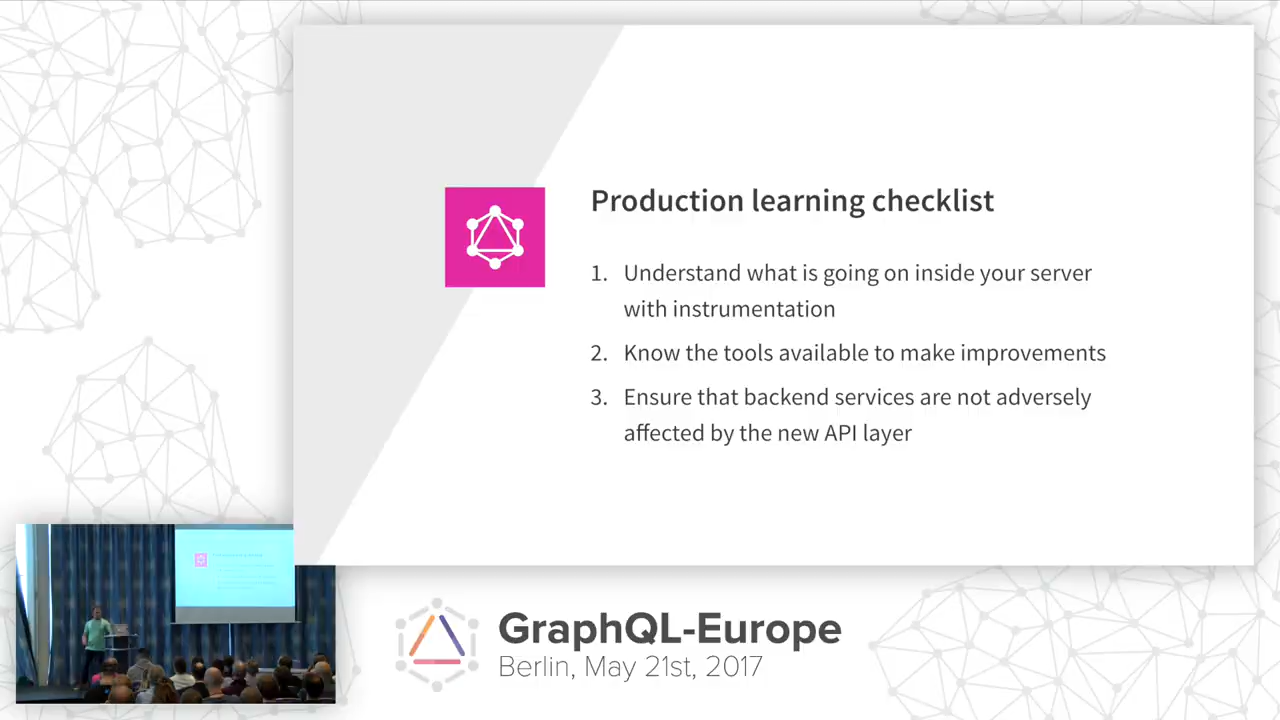 Production learning checklist
1. Understand what is going on inside your server
with instrumentation
2. Know the tools available to make improvements
3. Ensure that backend services are not adversely
affected by the new API layer
GraphQL-Europe
Berlin, May 21st, 2017